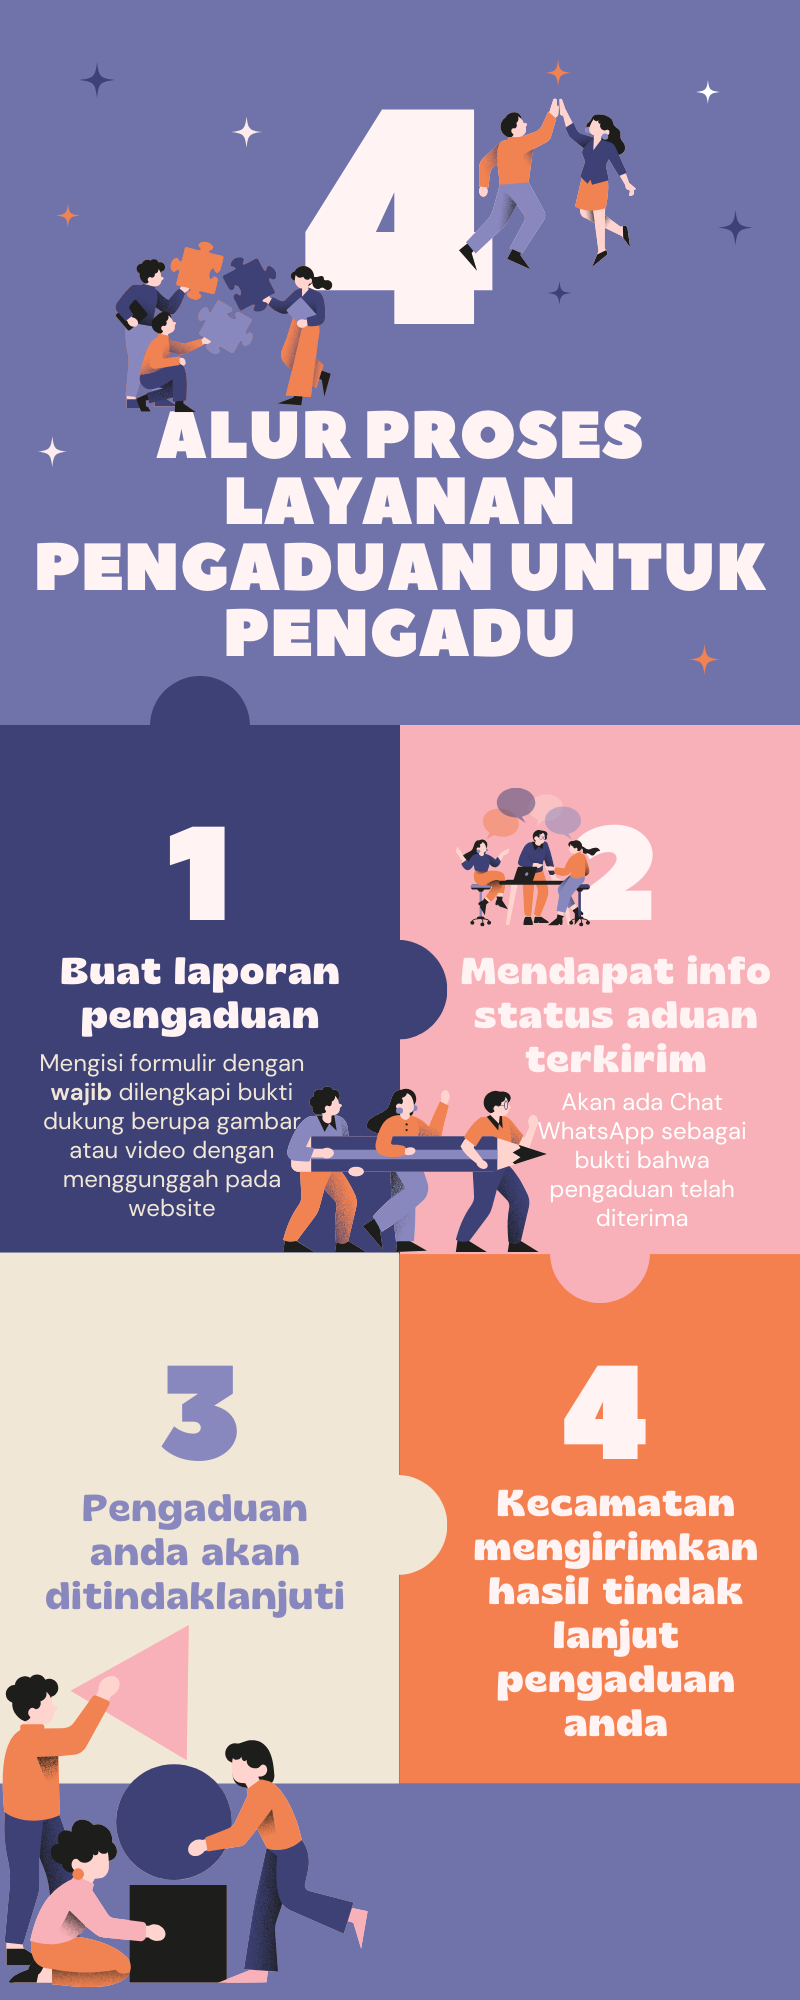 4
ALUR PROSES
LAYANAN
PENGADUAN UNTUK
PENGADU
1
Buat laporan
pengaduan
Mengisi formulir dengan
wajib dilengkapi bukti
dukung berupa gambar
atau video dengan
menggunggah pada
website
2
Mendapat info
status aduan
terkirim
Akan ada Chat
WhatsApp sebagai
bukti bahwa
pengaduan telah
diterima
3
Pengaduan
anda akan
ditindaklanjuti
4
Kecamatan
mengirimkan
hasil tindak
lanjut
pengaduan
anda